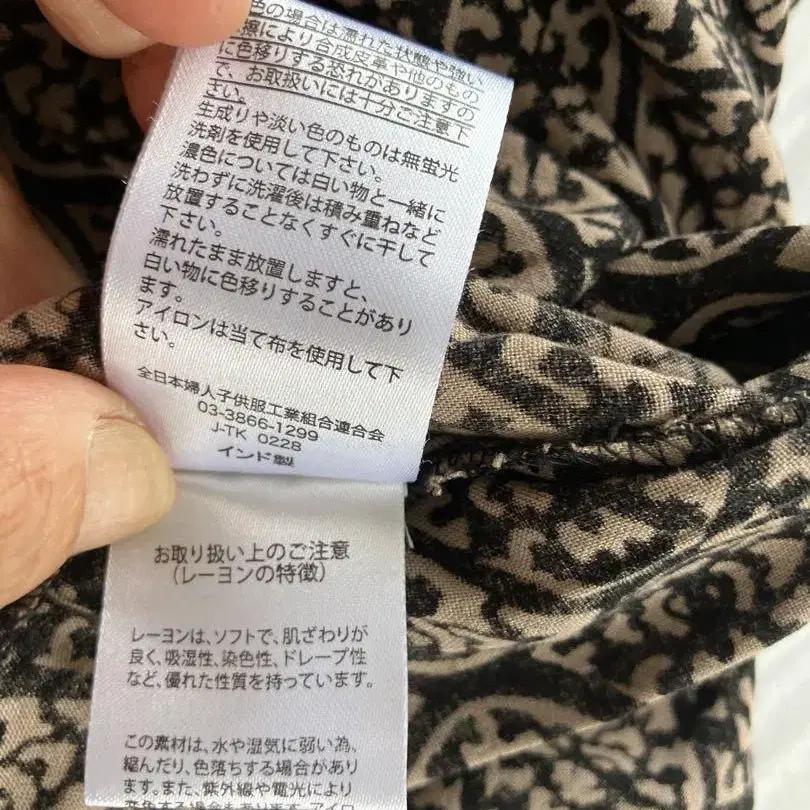 色の場合は濡れた状態や強い
摩擦により合成皮革や他のもの
に色移りする恐れがありますの
で、お取扱いには十分ご注意下
さい。
生成りや淡い色のものは無蛍光
洗剤を使用して下さい。
濃色については白い物と一緒に
洗わずに洗濯後は積み重ねなど
放置することなくすぐに干して
下さい。
濡れたまま放置しますと、
白い物に色移りすることがあり
ます。
アイロンは当て布を使用して下
さい。
全日本婦人子供服工業組合連合会
03-3866-1299
J-TK 0228
インド製
お取り扱い上のご注意
(レーヨンの特徴)
レーヨンは、ソフトで、肌ざわりが
良く、吸湿性、染色性、ドレープ性
など、優れた性質を持っています。
この素材は、水や湿気に弱い為、
縮んだり、色落ちする場合があり
ます。また、紫外線や電光により